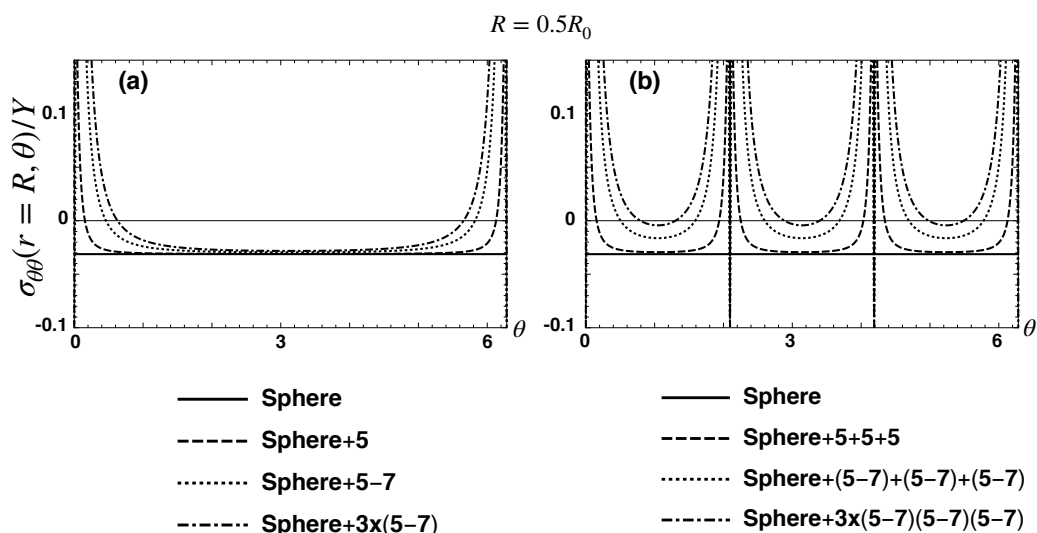 R = 0.5R₀
σθθ(r = R, θ)/Y
(a)
0.1
0
-0.1
0
3
6
θ
Sphere
Sphere+5
Sphere+5−7
Sphere+3x(5−7)
(b)
0.1
0
-0.1
0
3
6
θ
Sphere
Sphere+5+5+5
Sphere+(5−7)+(5−7)+(5−7)
Sphere+3x(5−7)(5−7)(5−7)